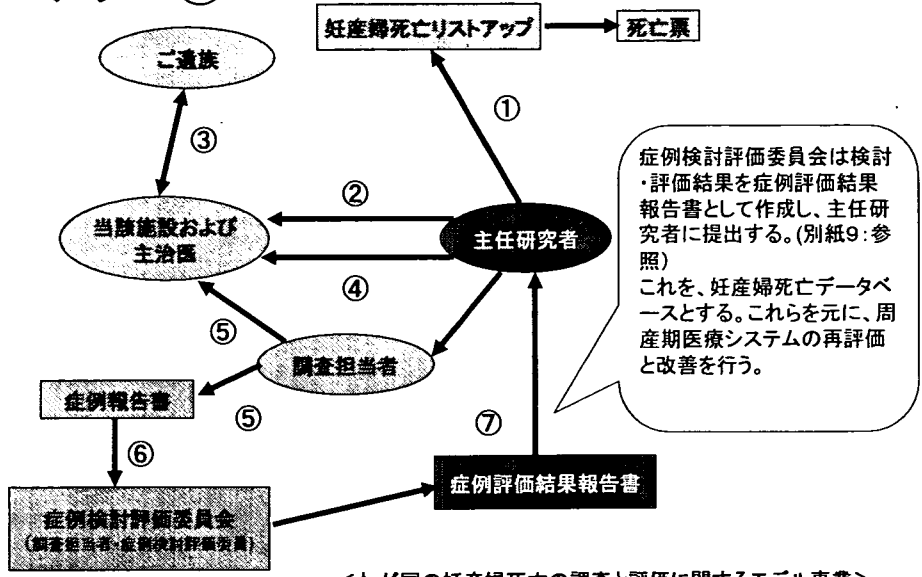 妊産婦死亡リストアップ
死亡票
ご遺族
①
③
②
当該施設および
主治医
主任研究者
④
⑤
調査担当者
症例報告書
⑤
⑥
⑦
症例検討評価委員会
(調査担当者・症例検討評価委員)
症例評価結果報告書
症例検討評価委員会は検討
・評価結果を症例評価結果
報告書として作成し、主任研
究者に提出する。(別紙9:参
照)
これを、妊産婦死亡データベ
ースとする。これらを元に、周
産期医療システムの再評価
と改善を行う。